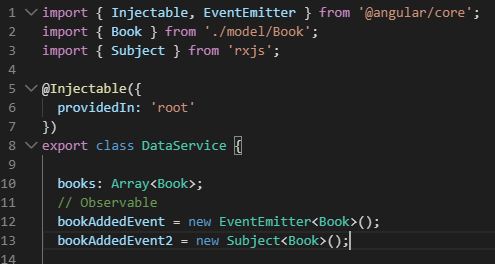 1 import { Injectable, EventEmitter } from '@angular/core';
2 import { Book } from './model/Book';
3 import { Subject } from 'rxjs';
4
5 @Injectable({
6 providedIn: 'root'
7 })
8 export class DataService {
9
10 books: Array<Book>;
11 // Observable
12 bookAddedEvent = new EventEmitter<Book>();
13 bookAddedEvent2 = new Subject<Book>();
14